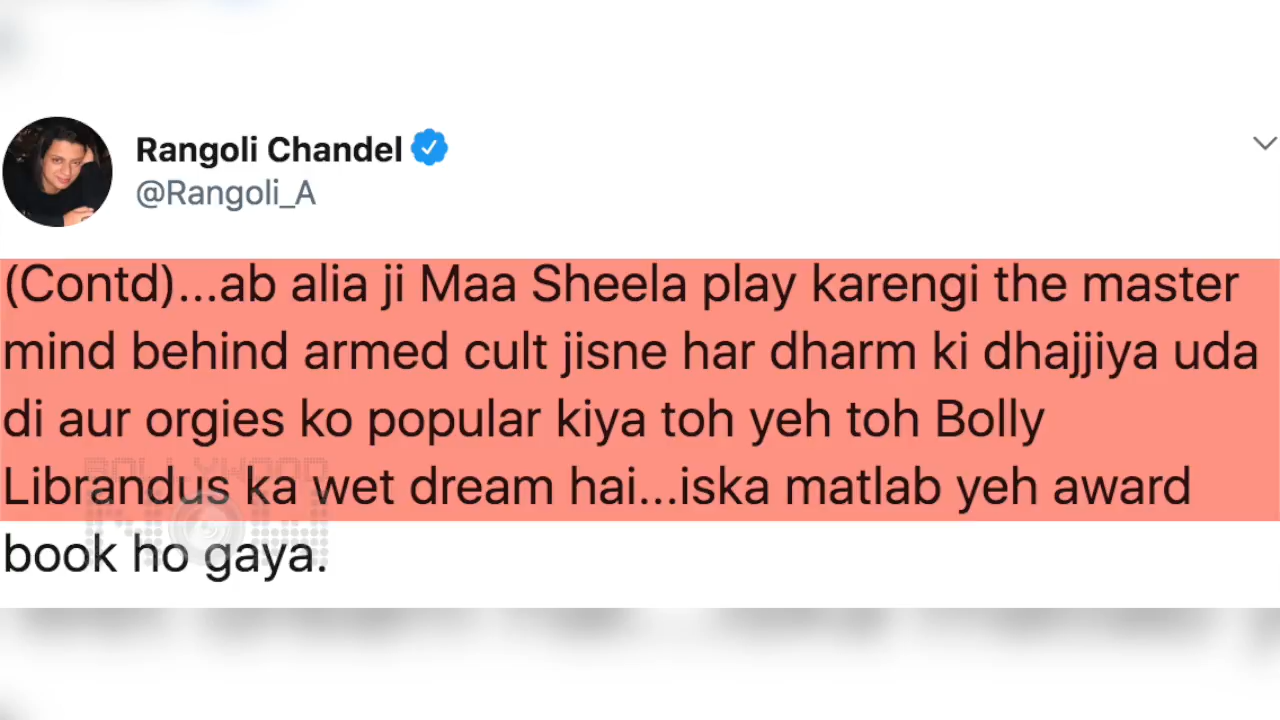 Rangoli Chandel
@Rangoli_A
(Contd)...ab alia ji Maa Sheela play karengi the master
mind behind armed cult jisne har dharm ki dhajjiya uda
di aur orgies ko popular kiya toh yeh toh Bolly
Librandus ka wet dream hai...iska matlab yeh award
book ho gaya.
BOLLYWOOD
NOW